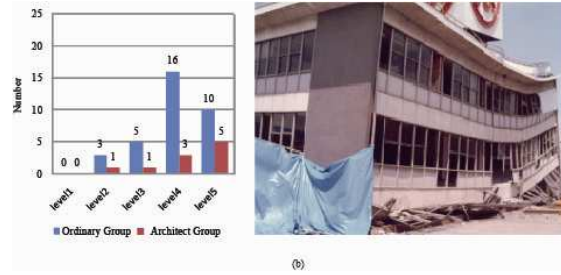 25
20
15
10
5
0
Number
0 0
3
1
5
1
16
3
10
5
level1
level2
level3
level4
level5
Ordinary Group
Architect Group
(b)